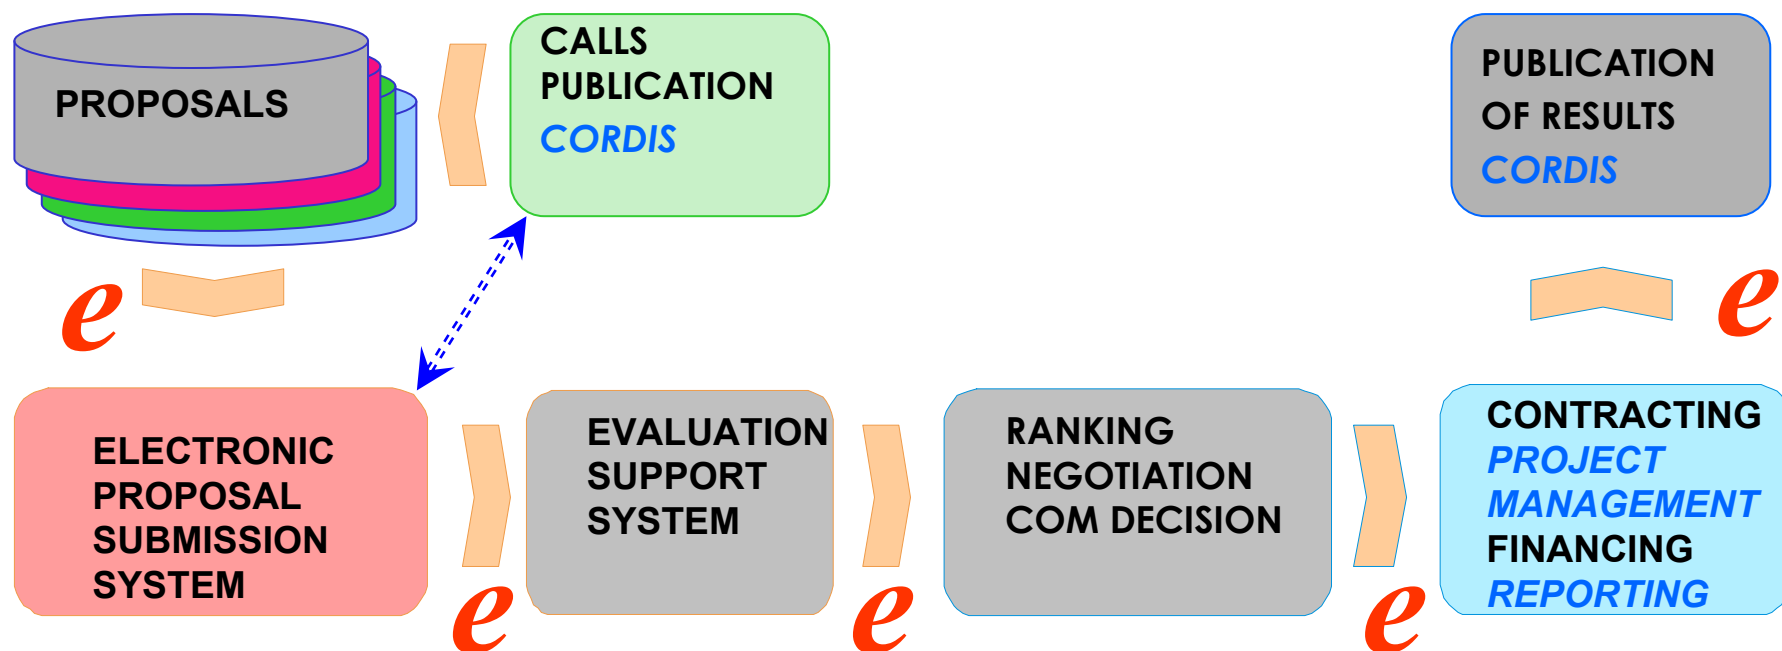 PROPOSALS
CALLS
PUBLICATION
CORDIS
PUBLICATION
OF RESULTS
CORDIS
e
e
ELECTRONIC
PROPOSAL
SUBMISSION
SYSTEM
e
EVALUATION
SUPPORT
SYSTEM
e
RANKING
NEGOTIATION
COM DECISION
e
CONTRACTING
PROJECT
MANAGEMENT
FINANCING
REPORTING